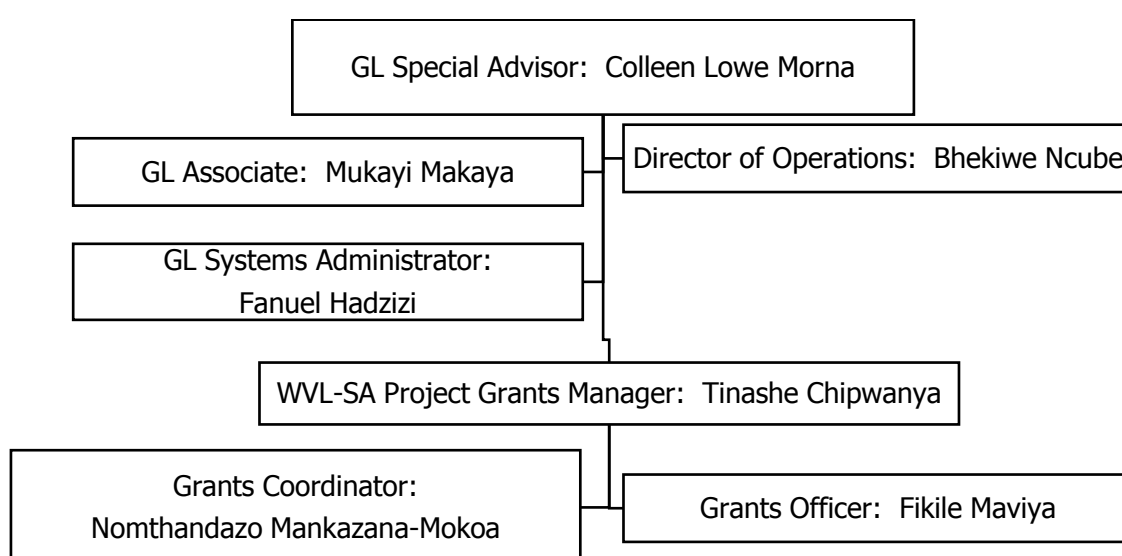 GL Special Advisor: Colleen Lowe Morna
GL Associate: Mukayi Makaya
Director of Operations: Bhekiwe Ncube
GL Systems Administrator:
Fanuel Hadzizi
WVL-SA Project Grants Manager: Tinashe Chipwanya
Grants Coordinator:
Nomthandazo Mankazana-Mokoa
Grants Officer: Fikile Maviya